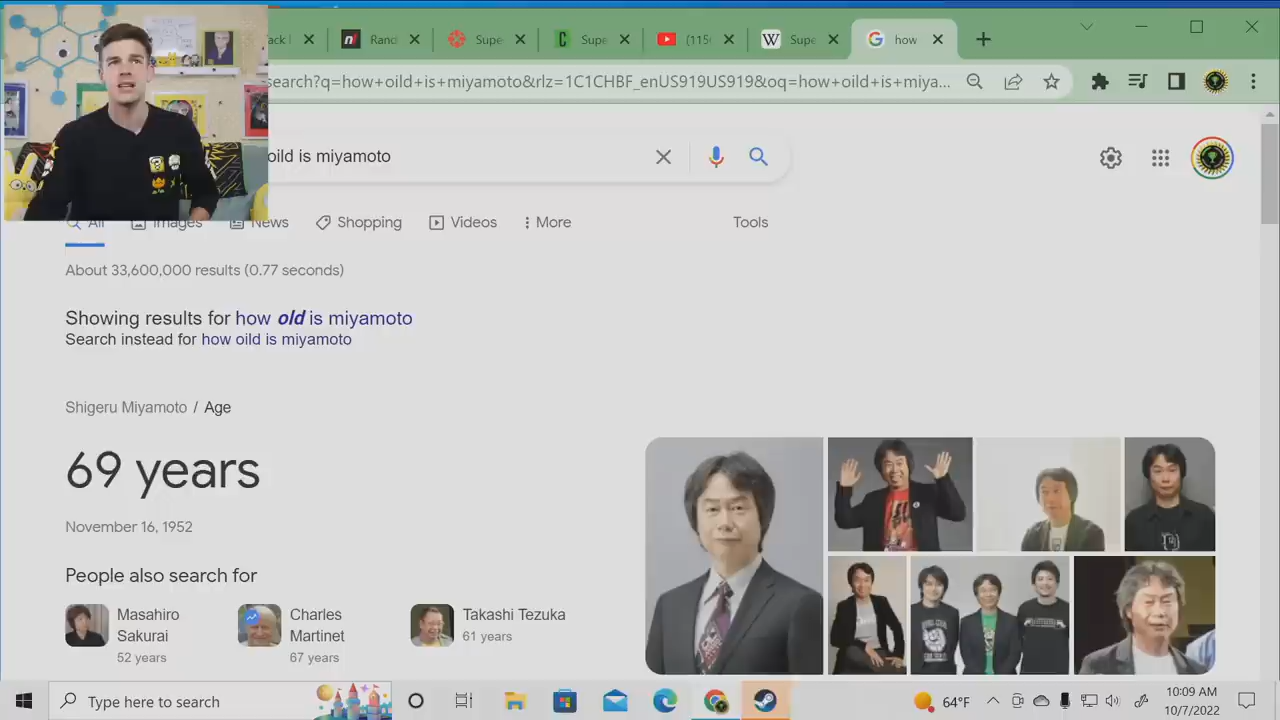 ack
Rand
Supe
Supe
(115
Supe
how
search?q=how+oild+is+miyamoto&rlz=1C1CHBF_enUS919US919&oq=how+oild+is+miya...
oild is miyamoto
All
Images
News
Shopping
Videos
More
Tools
About 33,600,000 results (0.77 seconds)
Showing results for how old is miyamoto
Search instead for how oild is miyamoto
Shigeru Miyamoto / Age
69 years
November 16, 1952
People also search for
Masahiro
Sakurai
52 years
Charles
Martinet
67 years
Takashi Tezuka
61 years
Type here to search
64°F
10:09 AM
10/7/2022